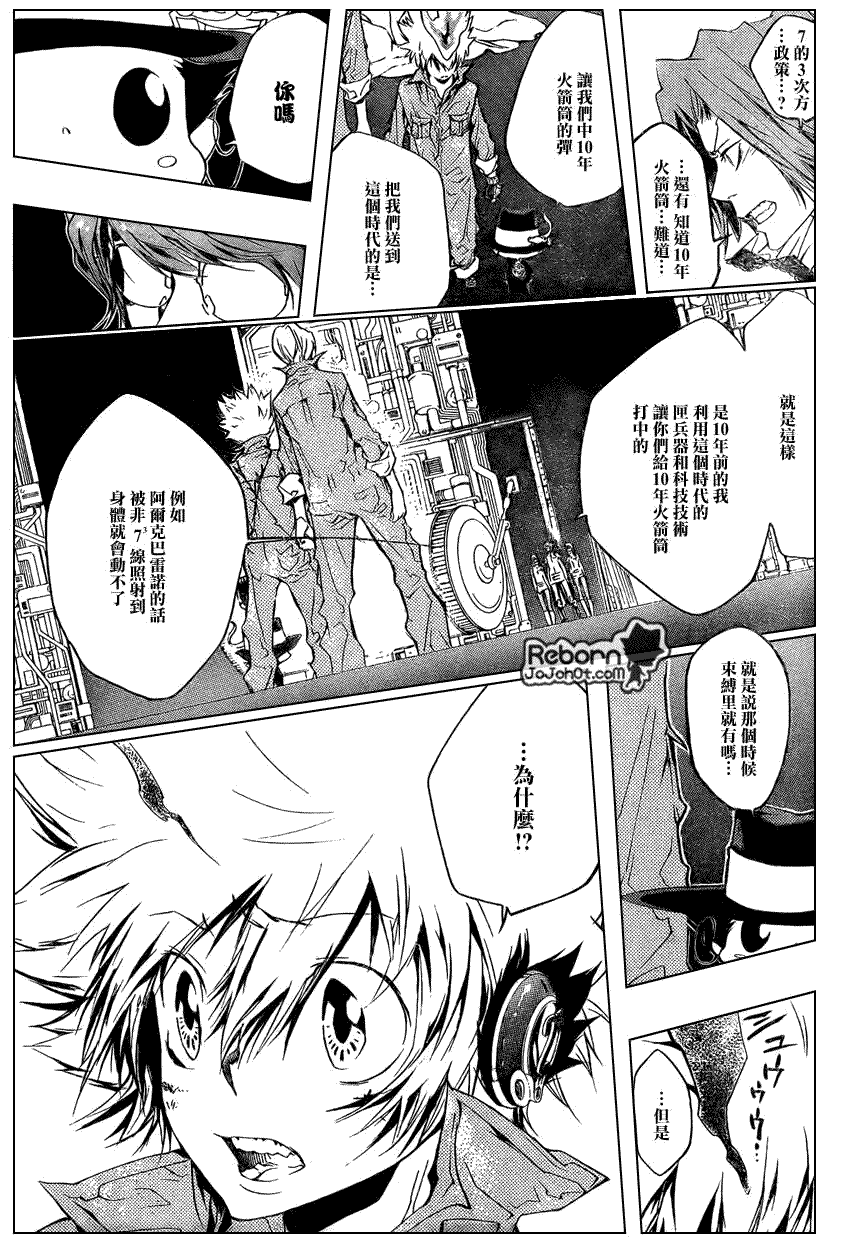 7的3次方
…政策…?
…還有 知道10年
火箭筒…難道…
讓我們中10年
火箭筒的彈
把我們送到
這個時代的是…
你嗎
就是這樣
是10年前的我
利用這個時代的
匣兵器和科技技術
讓你們給10年火箭筒
打中的
例如
阿爾克巴雷諾的話
被非 7³ 線照射到
身體就會動不了
就是說那個時候
束縛里就有嗎…
Reborn
JoJohot.com
シュウゥゥ…
…但是
…為什麼!?